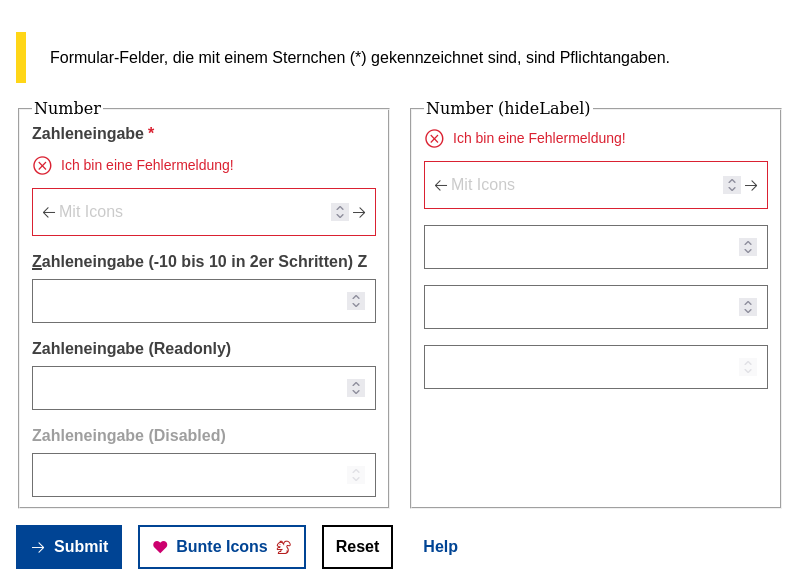 Formular-Felder, die mit einem Sternchen (*) gekennzeichnet sind, sind Pflichtangaben.
Number
Zahleneingabe *
Ich bin eine Fehlermeldung!
Mit Icons
Zahleneingabe (-10 bis 10 in 2er Schritten) Z
Zahleneingabe (Readonly)
Zahleneingabe (Disabled)
Number (hideLabel)
Ich bin eine Fehlermeldung!
Mit Icons
Submit
Bunte Icons
Reset
Help